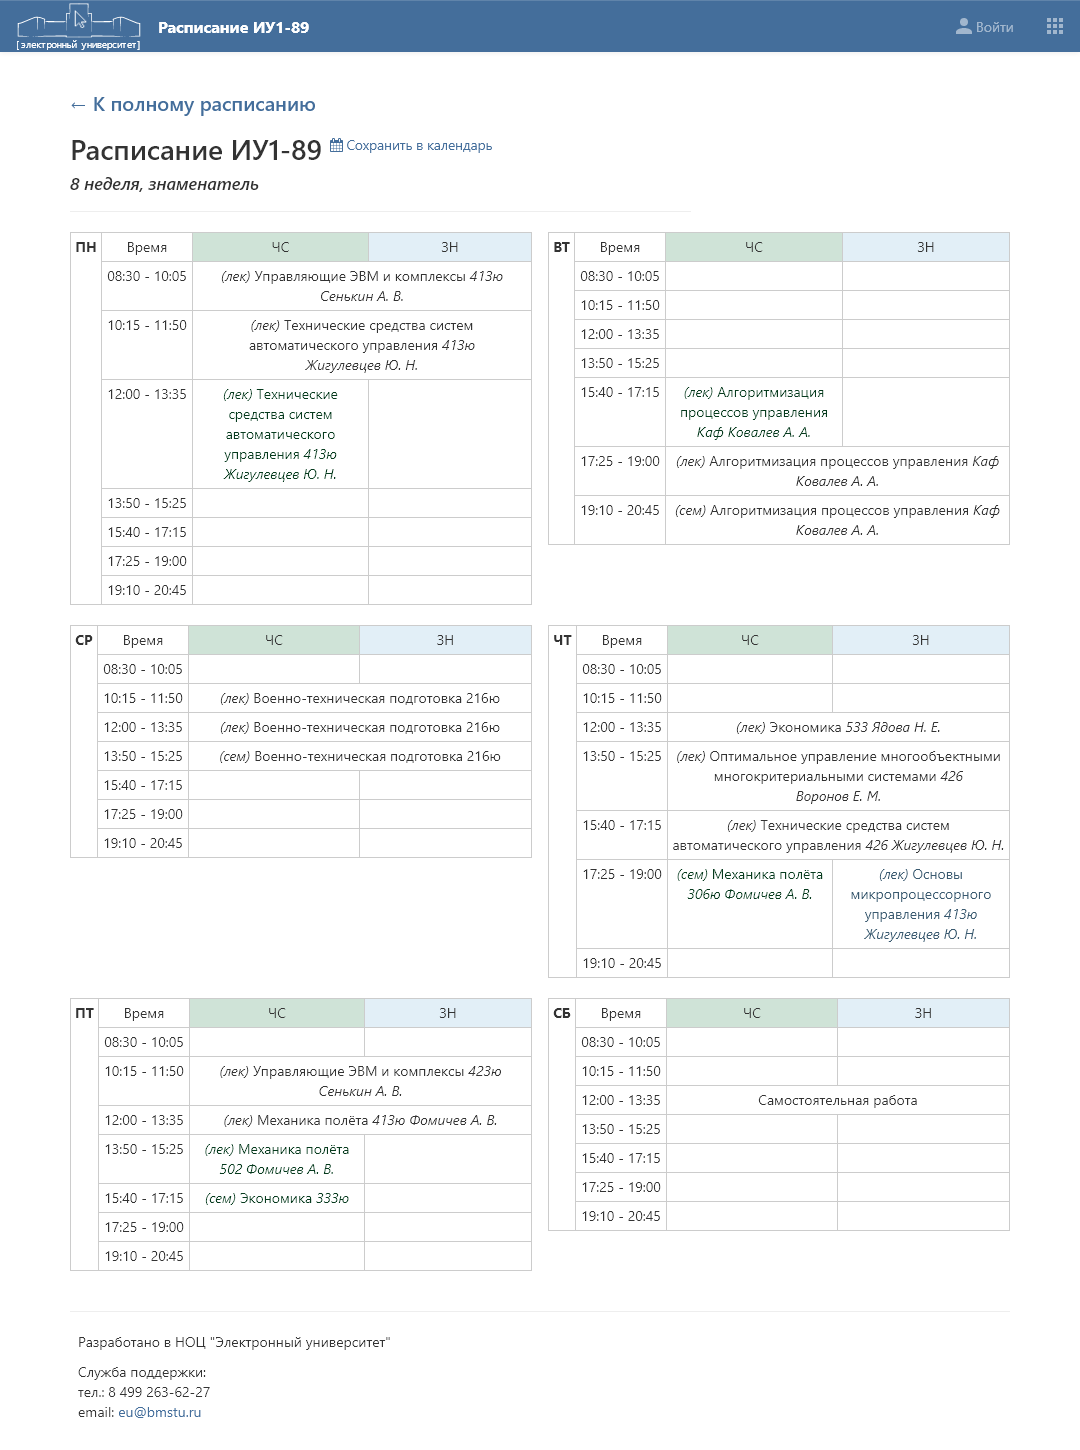 [электронный университет]
Расписание ИУ1-89
Войти
← К полному расписанию
Расписание ИУ1-89
Сохранить в календарь
8 неделя, знаменатель
ПН Время ЧС ЗН
08:30 - 10:05 (лек) Управляющие ЭВМ и комплексы 413ю
Сенькин А. В.
10:15 - 11:50 (лек) Технические средства систем
автоматического управления 413ю
Жигулевцев Ю. Н.
12:00 - 13:35 (лек) Технические
средства систем
автоматического
управления 413ю
Жигулевцев Ю. Н.
13:50 - 15:25
15:40 - 17:15
17:25 - 19:00
19:10 - 20:45
ВТ Время ЧС ЗН
08:30 - 10:05
10:15 - 11:50
12:00 - 13:35
13:50 - 15:25
15:40 - 17:15 (лек) Алгоритмизация
процессов управления
Каф Ковалев А. А.
17:25 - 19:00 (лек) Алгоритмизация процессов управления Каф
Ковалев А. А.
19:10 - 20:45 (сем) Алгоритмизация процессов управления Каф
Ковалев А. А.
СР Время ЧС ЗН
08:30 - 10:05
10:15 - 11:50 (лек) Военно-техническая подготовка 216ю
12:00 - 13:35 (лек) Военно-техническая подготовка 216ю
13:50 - 15:25 (сем) Военно-техническая подготовка 216ю
15:40 - 17:15
17:25 - 19:00
19:10 - 20:45
ЧТ Время ЧС ЗН
08:30 - 10:05
10:15 - 11:50
12:00 - 13:35 (лек) Экономика 533 Ядова Н. Е.
13:50 - 15:25 (лек) Оптимальное управление многообъектными
многокритериальными системами 426
Воронов Е. М.
15:40 - 17:15 (лек) Технические средства систем
автоматического управления 426 Жигулевцев Ю. Н.
17:25 - 19:00 (сем) Механика полёта (лек) Основы
306ю Фомичев А. В. микропроцессорного
управления 413ю
Жигулевцев Ю. Н.
19:10 - 20:45
ПТ Время ЧС ЗН
08:30 - 10:05
10:15 - 11:50 (лек) Управляющие ЭВМ и комплексы 423ю
Сенькин А. В.
12:00 - 13:35 (лек) Механика полёта 413ю Фомичев А. В.
13:50 - 15:25 (лек) Механика полёта
502 Фомичев А. В.
15:40 - 17:15 (сем) Экономика 333ю
17:25 - 19:00
19:10 - 20:45
СБ Время ЧС ЗН
08:30 - 10:05
10:15 - 11:50
12:00 - 13:35 Самостоятельная работа
13:50 - 15:25
15:40 - 17:15
17:25 - 19:00
19:10 - 20:45
Разработано в НОЦ "Электронный университет"
Служба поддержки:
тел.: 8 499 263-62-27
email: eu@bmstu.ru